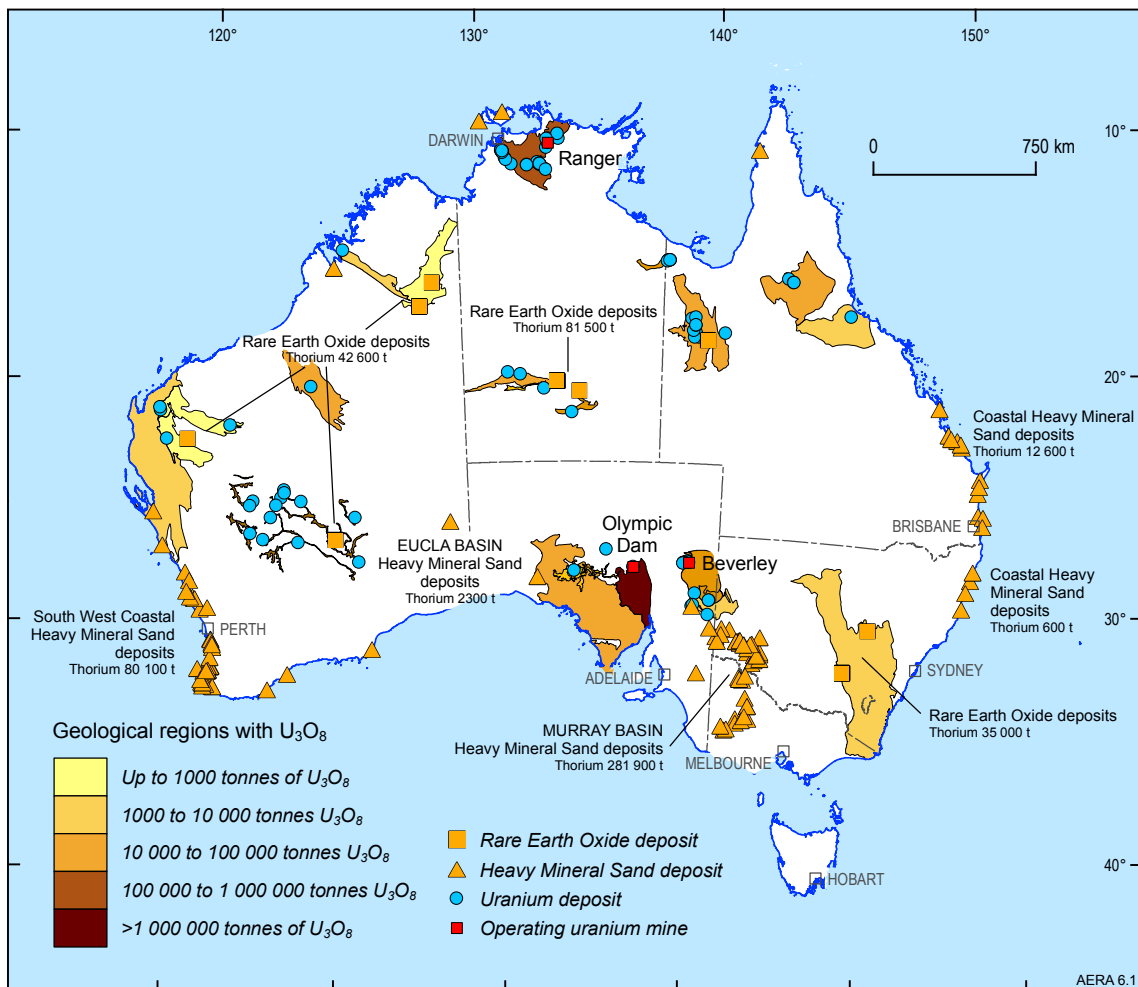 120°
130°
140°
150°
10°
DARWIN
Ranger
0
750 km
Rare Earth Oxide deposits
Thorium 81 500 t
Rare Earth Oxide deposits
Thorium 42 600 t
20°
Coastal Heavy Mineral
Sand deposits
Thorium 12 600 t
BRISBANE
Olympic
Dam
Beverley
EUCLA BASIN
Heavy Mineral Sand
deposits
Thorium 2300 t
Coastal Heavy
Mineral Sand
deposits
Thorium 600 t
30°
South West Coastal
Heavy Mineral Sand
deposits
Thorium 80 100 t
PERTH
ADELAIDE
SYDNEY
Rare Earth Oxide deposits
Thorium 35 000 t
MURRAY BASIN
Heavy Mineral Sand deposits
Thorium 281 900 t
MELBOURNE
Geological regions with U₃O₈
Up to 1000 tonnes of U₃O₈
1000 to 10 000 tonnes U₃O₈
10 000 to 100 000 tonnes U₃O₈
100 000 to 1 000 000 tonnes U₃O₈
>1 000 000 tonnes of U₃O₈
Rare Earth Oxide deposit
Heavy Mineral Sand deposit
Uranium deposit
Operating uranium mine
40°
HOBART
AERA 6.1